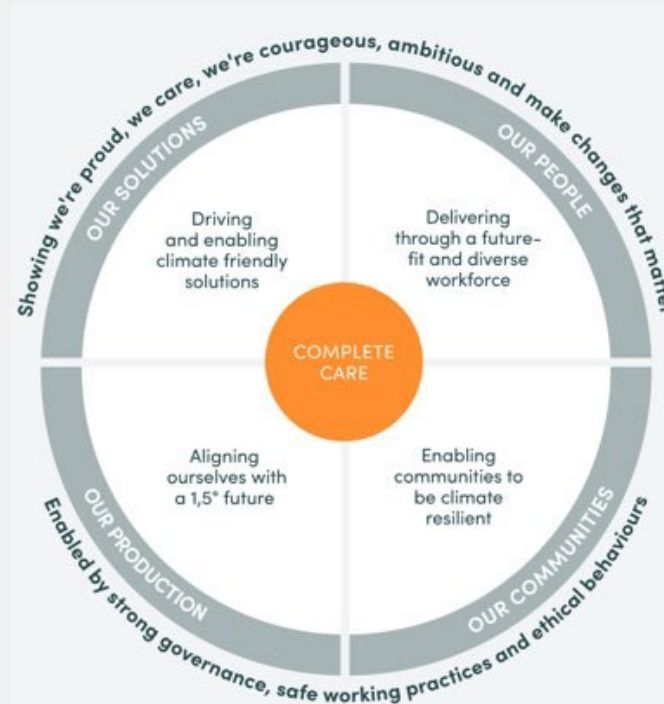 Showing we're proud, we care, we're courageous, ambitious and make changes that matter
OUR SOLUTIONS
Driving
and enabling
climate friendly
solutions
OUR PEOPLE
Delivering
through a future-
fit and diverse
workforce
COMPLETE
CARE
OUR PRODUCTION
Aligning
ourselves with
a 1,5° future
OUR COMMUNITIES
Enabling
communities to
be climate
resilient
Enabled by strong governance, safe working practices and ethical behaviours